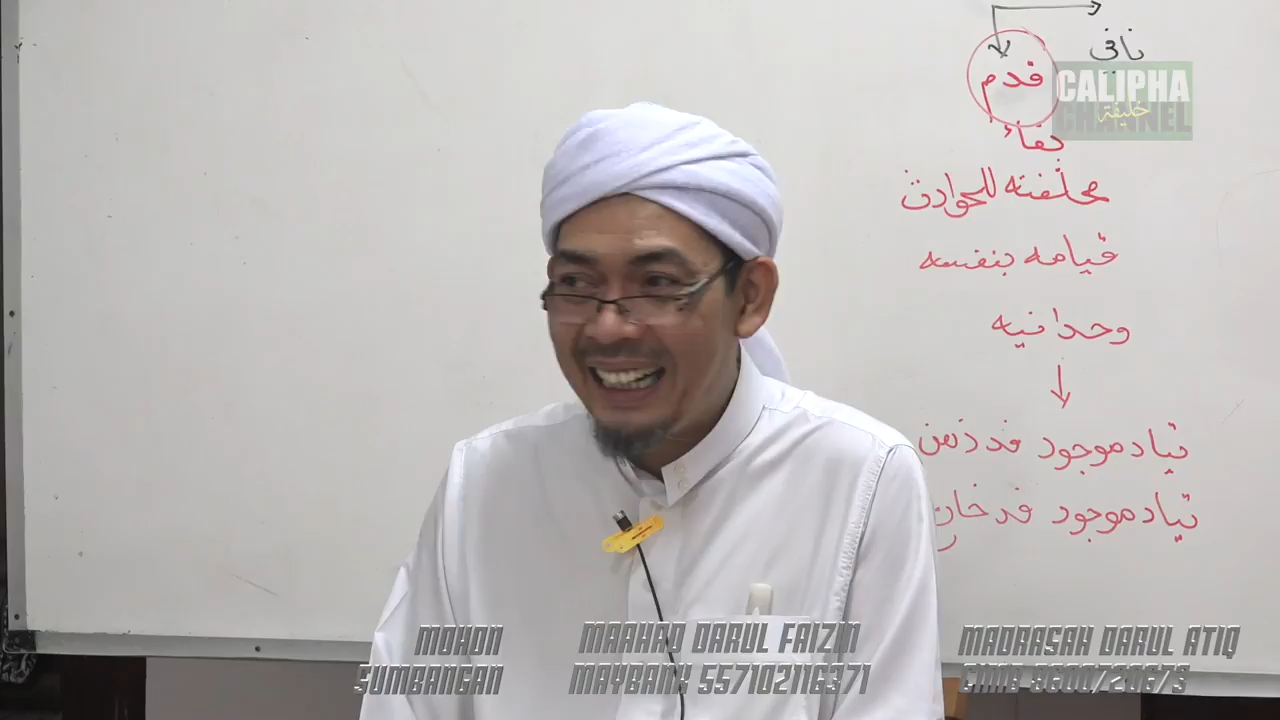 نافي
قدم
CALIPHA
CHANNEL
خليفة
بقاء
مخالفته للحوادث
قيامه بنفسه
وحدانيه
تياد موجود فد ذهن
تياد موجود فد خارج
MOHON
SUMBANGAN
MAAHAD DARUL FAIZIN
MAYBANK 557102116371
MADRASAH DARUL ATIQ